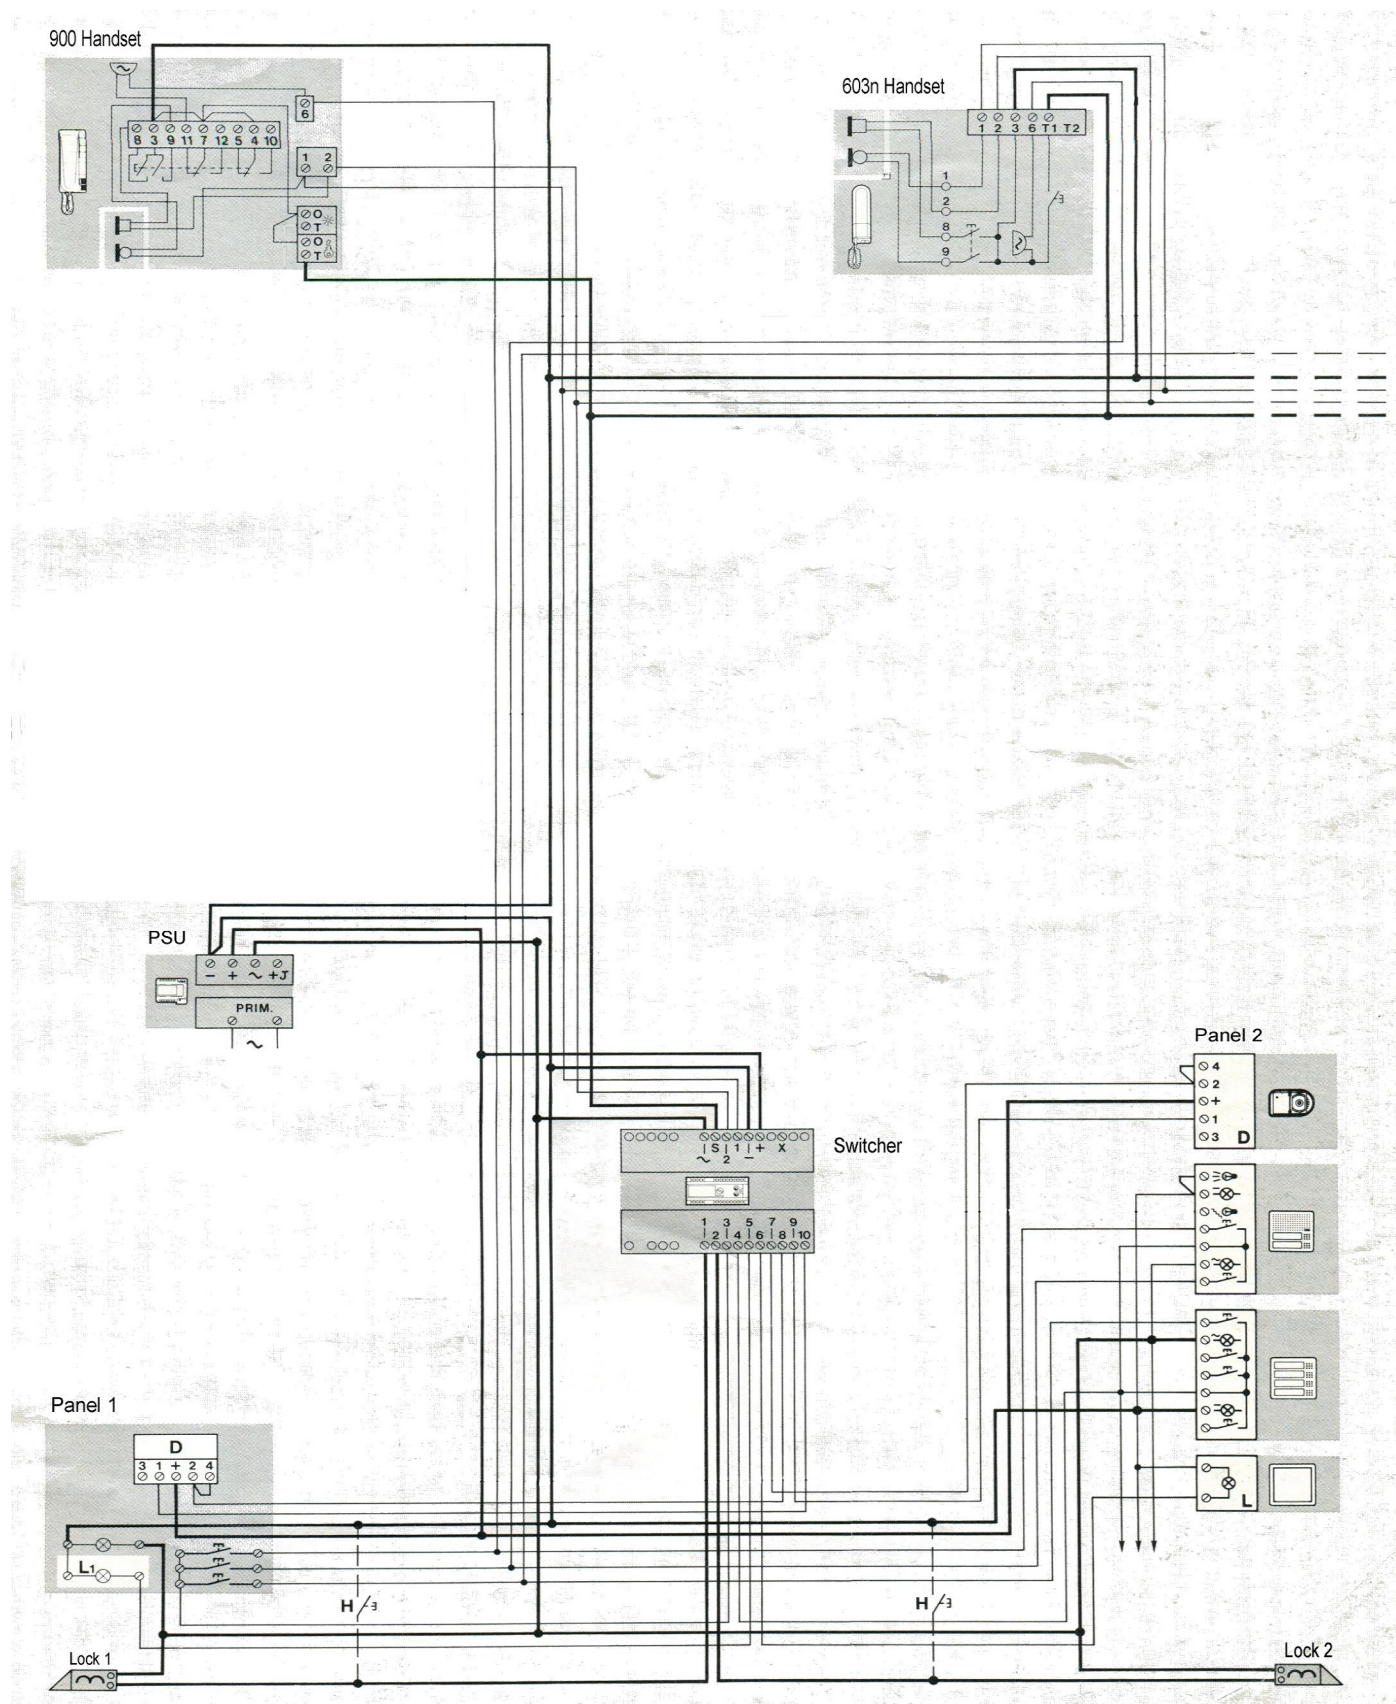 900 Handset
6
8 3 9 11 7 12 5 4 10
1 2
O
T
O
T
603n Handset
1 2 3 6 T1 T2
1
2
8
9
PSU
- + ~ +J
PRIM.
~
Panel 2
4
2
+
1
3 D
Switcher
~ S 2 1 - + X
1 3 5 7 9
2 4 6 8 10
L
Panel 1
D
3 1 + 2 4
L1
H
H
Lock 1
Lock 2